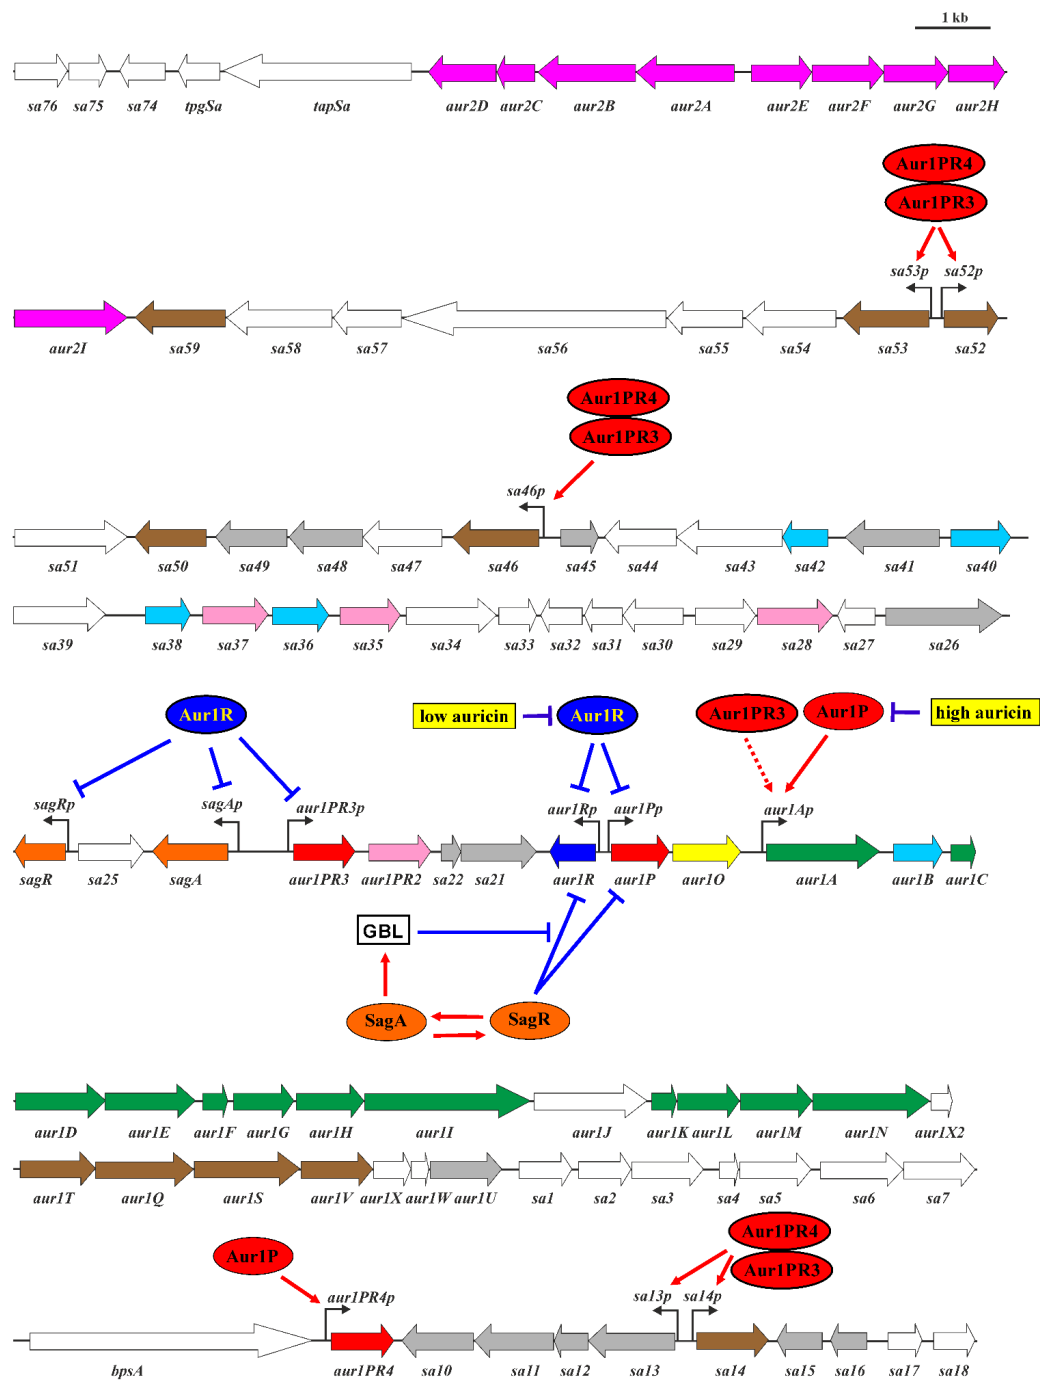 1 kb
sa76 sa75 sa74 tpgSa tapSa aur2D aur2C aur2B aur2A aur2E aur2F aur2G aur2H
Aur1PR4
Aur1PR3
sa53p sa52p
aur2I sa59 sa58 sa57 sa56 sa55 sa54 sa53 sa52
Aur1PR4
Aur1PR3
sa46p
sa51 sa50 sa49 sa48 sa47 sa46 sa45 sa44 sa43 sa42 sa41 sa40
sa39 sa38 sa37 sa36 sa35 sa34 sa33 sa32 sa31 sa30 sa29 sa28 sa27 sa26
Aur1R low auricin Aur1R Aur1PR3 Aur1P high auricin
sagRp sagAp aur1PR3p aur1Rp aur1Pp aur1Ap
sagR sa25 sagA aur1PR3 aur1PR2 sa22 sa21 aur1R aur1P aur1O aur1A aur1B aur1C
GBL
SagA SagR
aur1D aur1E aur1F aur1G aur1H aur1I aur1J aur1K aur1L aur1M aur1N aur1X2
aur1T aur1Q aur1S aur1V aur1X aur1W aur1U sa1 sa2 sa3 sa4 sa5 sa6 sa7
Aur1PR4
Aur1P Aur1PR3
aur1PR4p sa13p sa14p
bpsA aur1PR4 sa10 sa11 sa12 sa13 sa14 sa15 sa16 sa17 sa18